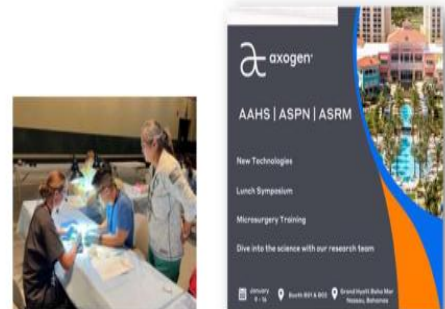 axogen
AAHS | ASPN | ASRM
New Technologies
Lunch Symposium
Microsurgery Training
Dive into the science with our research team
January
Grand Hyatt Baha Mar
Nassau, Bahamas